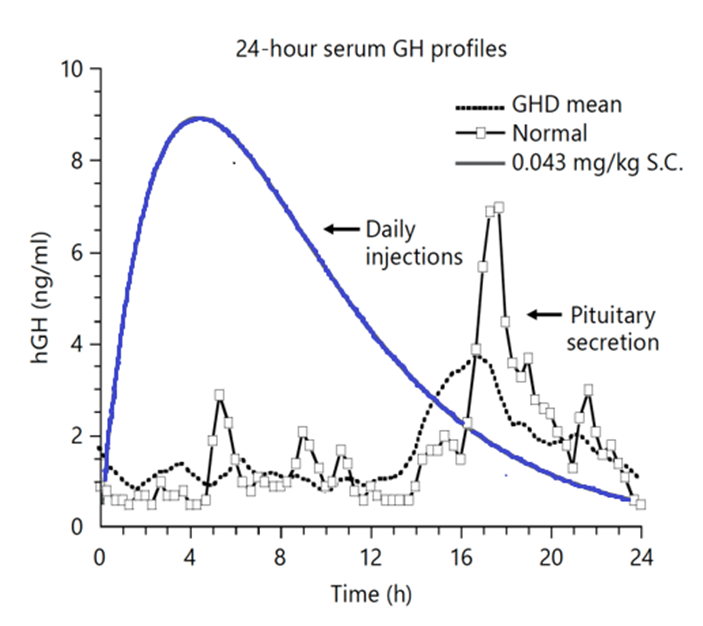 24-hour serum GH profiles
10
8
6
4
2
0
hGH (ng/ml)
GHD mean
Normal
0.043 mg/kg S.C.
Daily
injections
Pituitary
secretion
0 4 8 12 16 20 24
Time (h)